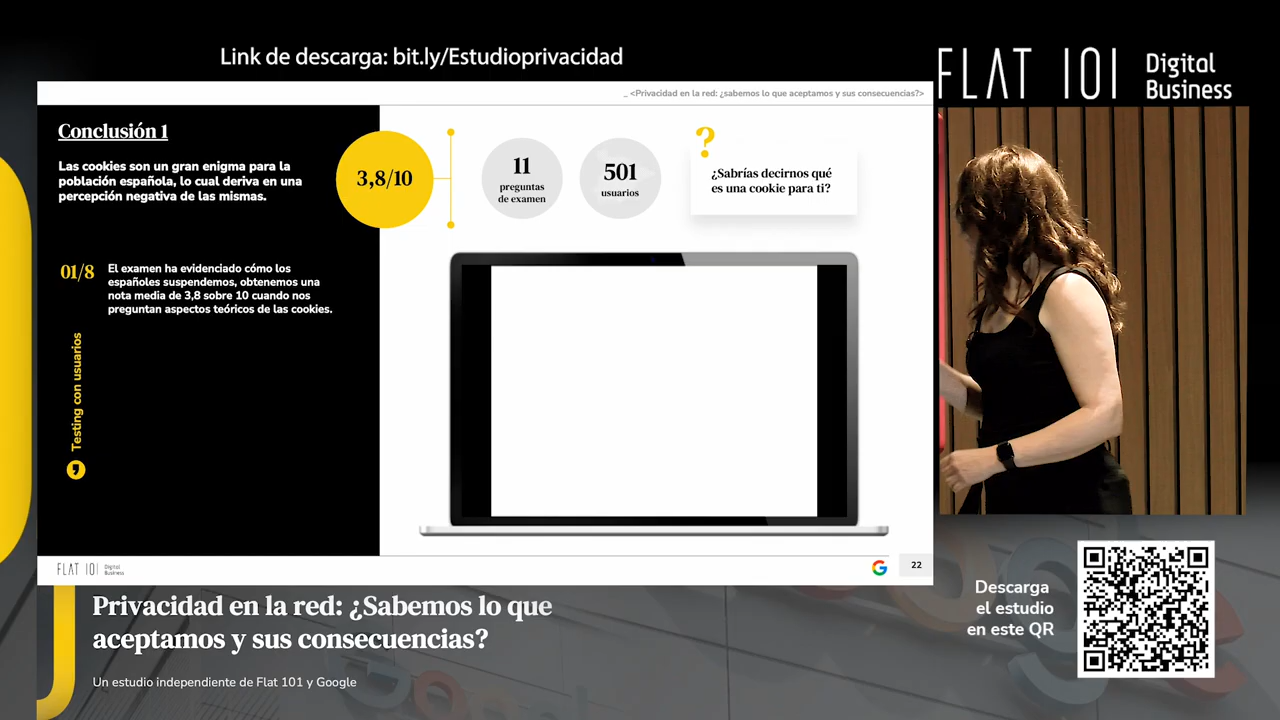 Link de descarga: bit.ly/Estudioprivacidad
FLAT 101
Digital
Business
_ <Privacidad en la red: ¿sabemos lo que aceptamos y sus consecuencias?>
Conclusión 1
Las cookies son un gran enigma para la
población española, lo cual deriva en una
percepción negativa de las mismas.
3,8/10
11
preguntas
de examen
501
usuarios
?
¿Sabrías decirnos qué
es una cookie para ti?
01/8
El examen ha evidenciado cómo los
españoles suspendemos, obtenemos una
nota media de 3,8 sobre 10 cuando nos
preguntan aspectos teóricos de las cookies.
Testing con usuarios
FLAT 101
Digital
Business
G
22
Privacidad en la red: ¿Sabemos lo que
aceptamos y sus consecuencias?
Un estudio independiente de Flat 101 y Google
Descarga
el estudio
en este QR